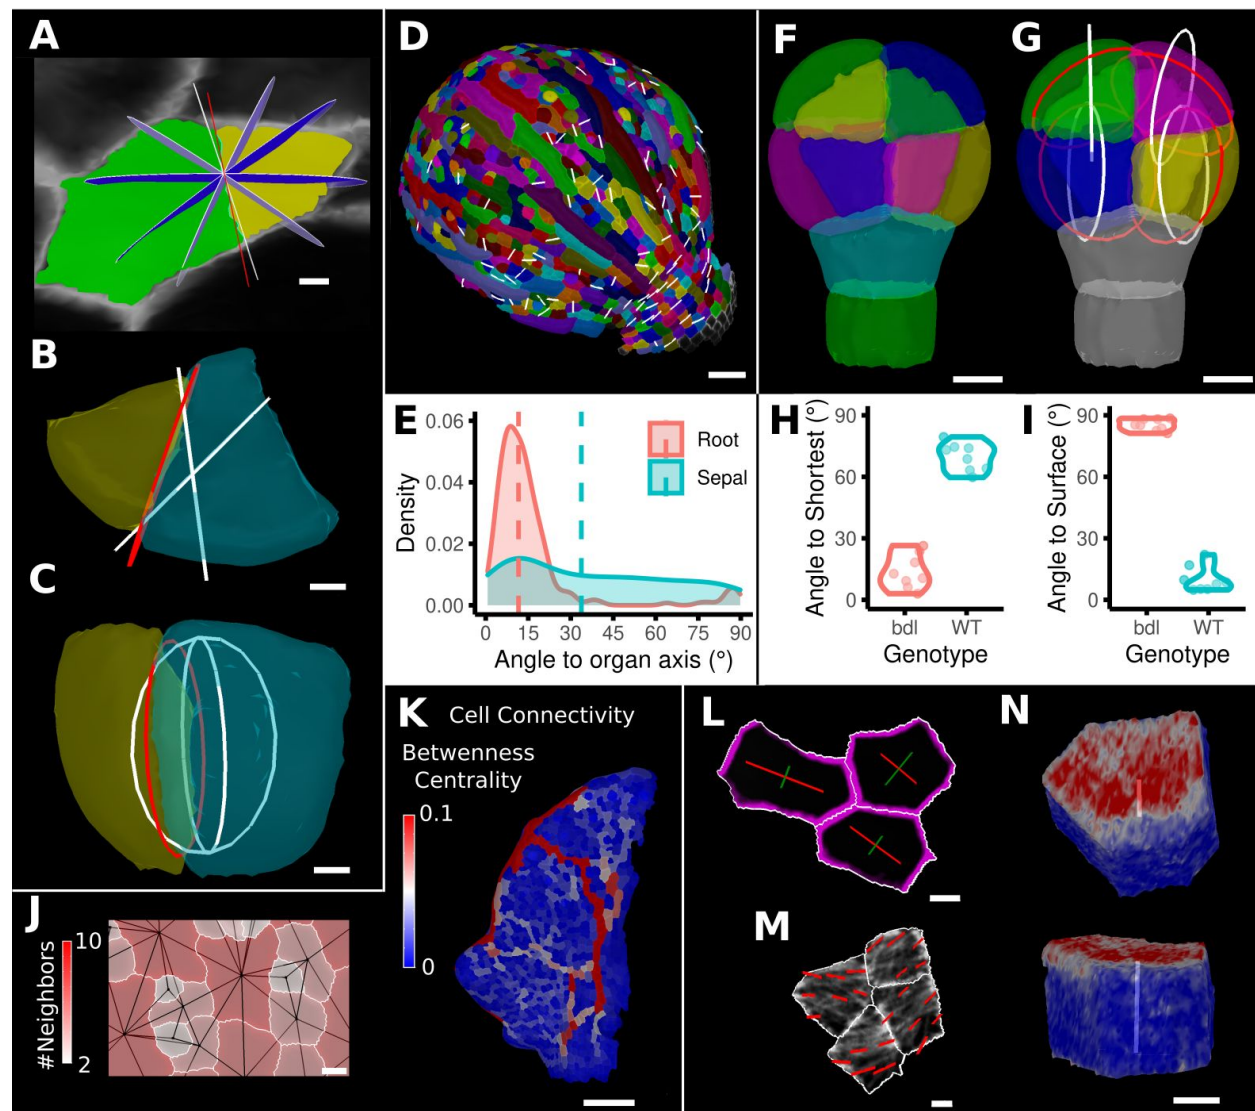 A
B
C
D
E
0.06
0.04
0.02
0.00
Density
Root
Sepal
0 15 30 45 60 75 90
Angle to organ axis (°)
F
G
H
90
60
30
0
Angle to Shortest (°)
bdl WT
Genotype
I
90
60
30
0
Angle to Surface (°)
bdl WT
Genotype
J
10
#Neighbors
2
K Cell Connectivity
Betwenness
Centrality
0.1
0
L
M
N